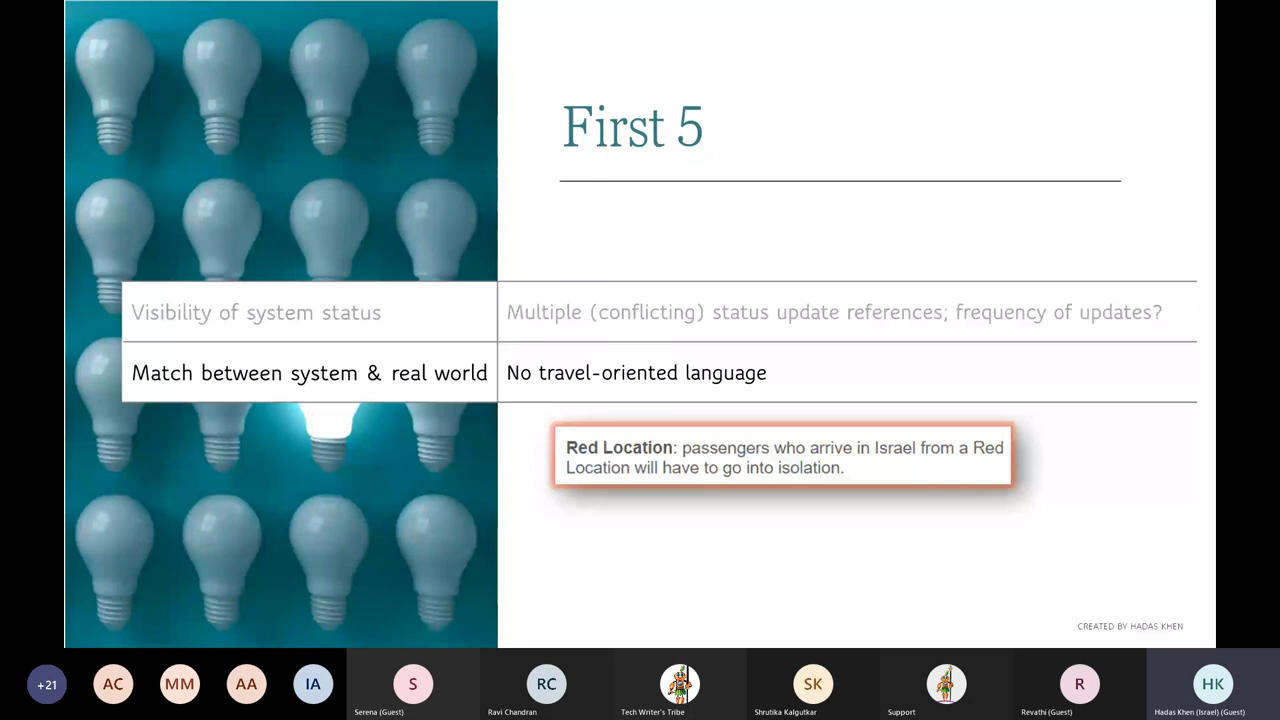 First 5
Visibility of system status
Multiple (conflicting) status update references; frequency of updates?
Match between system & real world
No travel-oriented language
Red Location: passengers who arrive in Israel from a Red
Location will have to go into isolation.
CREATED BY HADAS KHEN
+21
AC
MM
AA
IA
S
Serena (Guest)
RC
Ravi Chandran
Tech Writer's Tribe
SK
Shrutika Kalgutkar
Support
R
Revathi (Guest)
HK
Hadas Khen (Israel) (Guest)